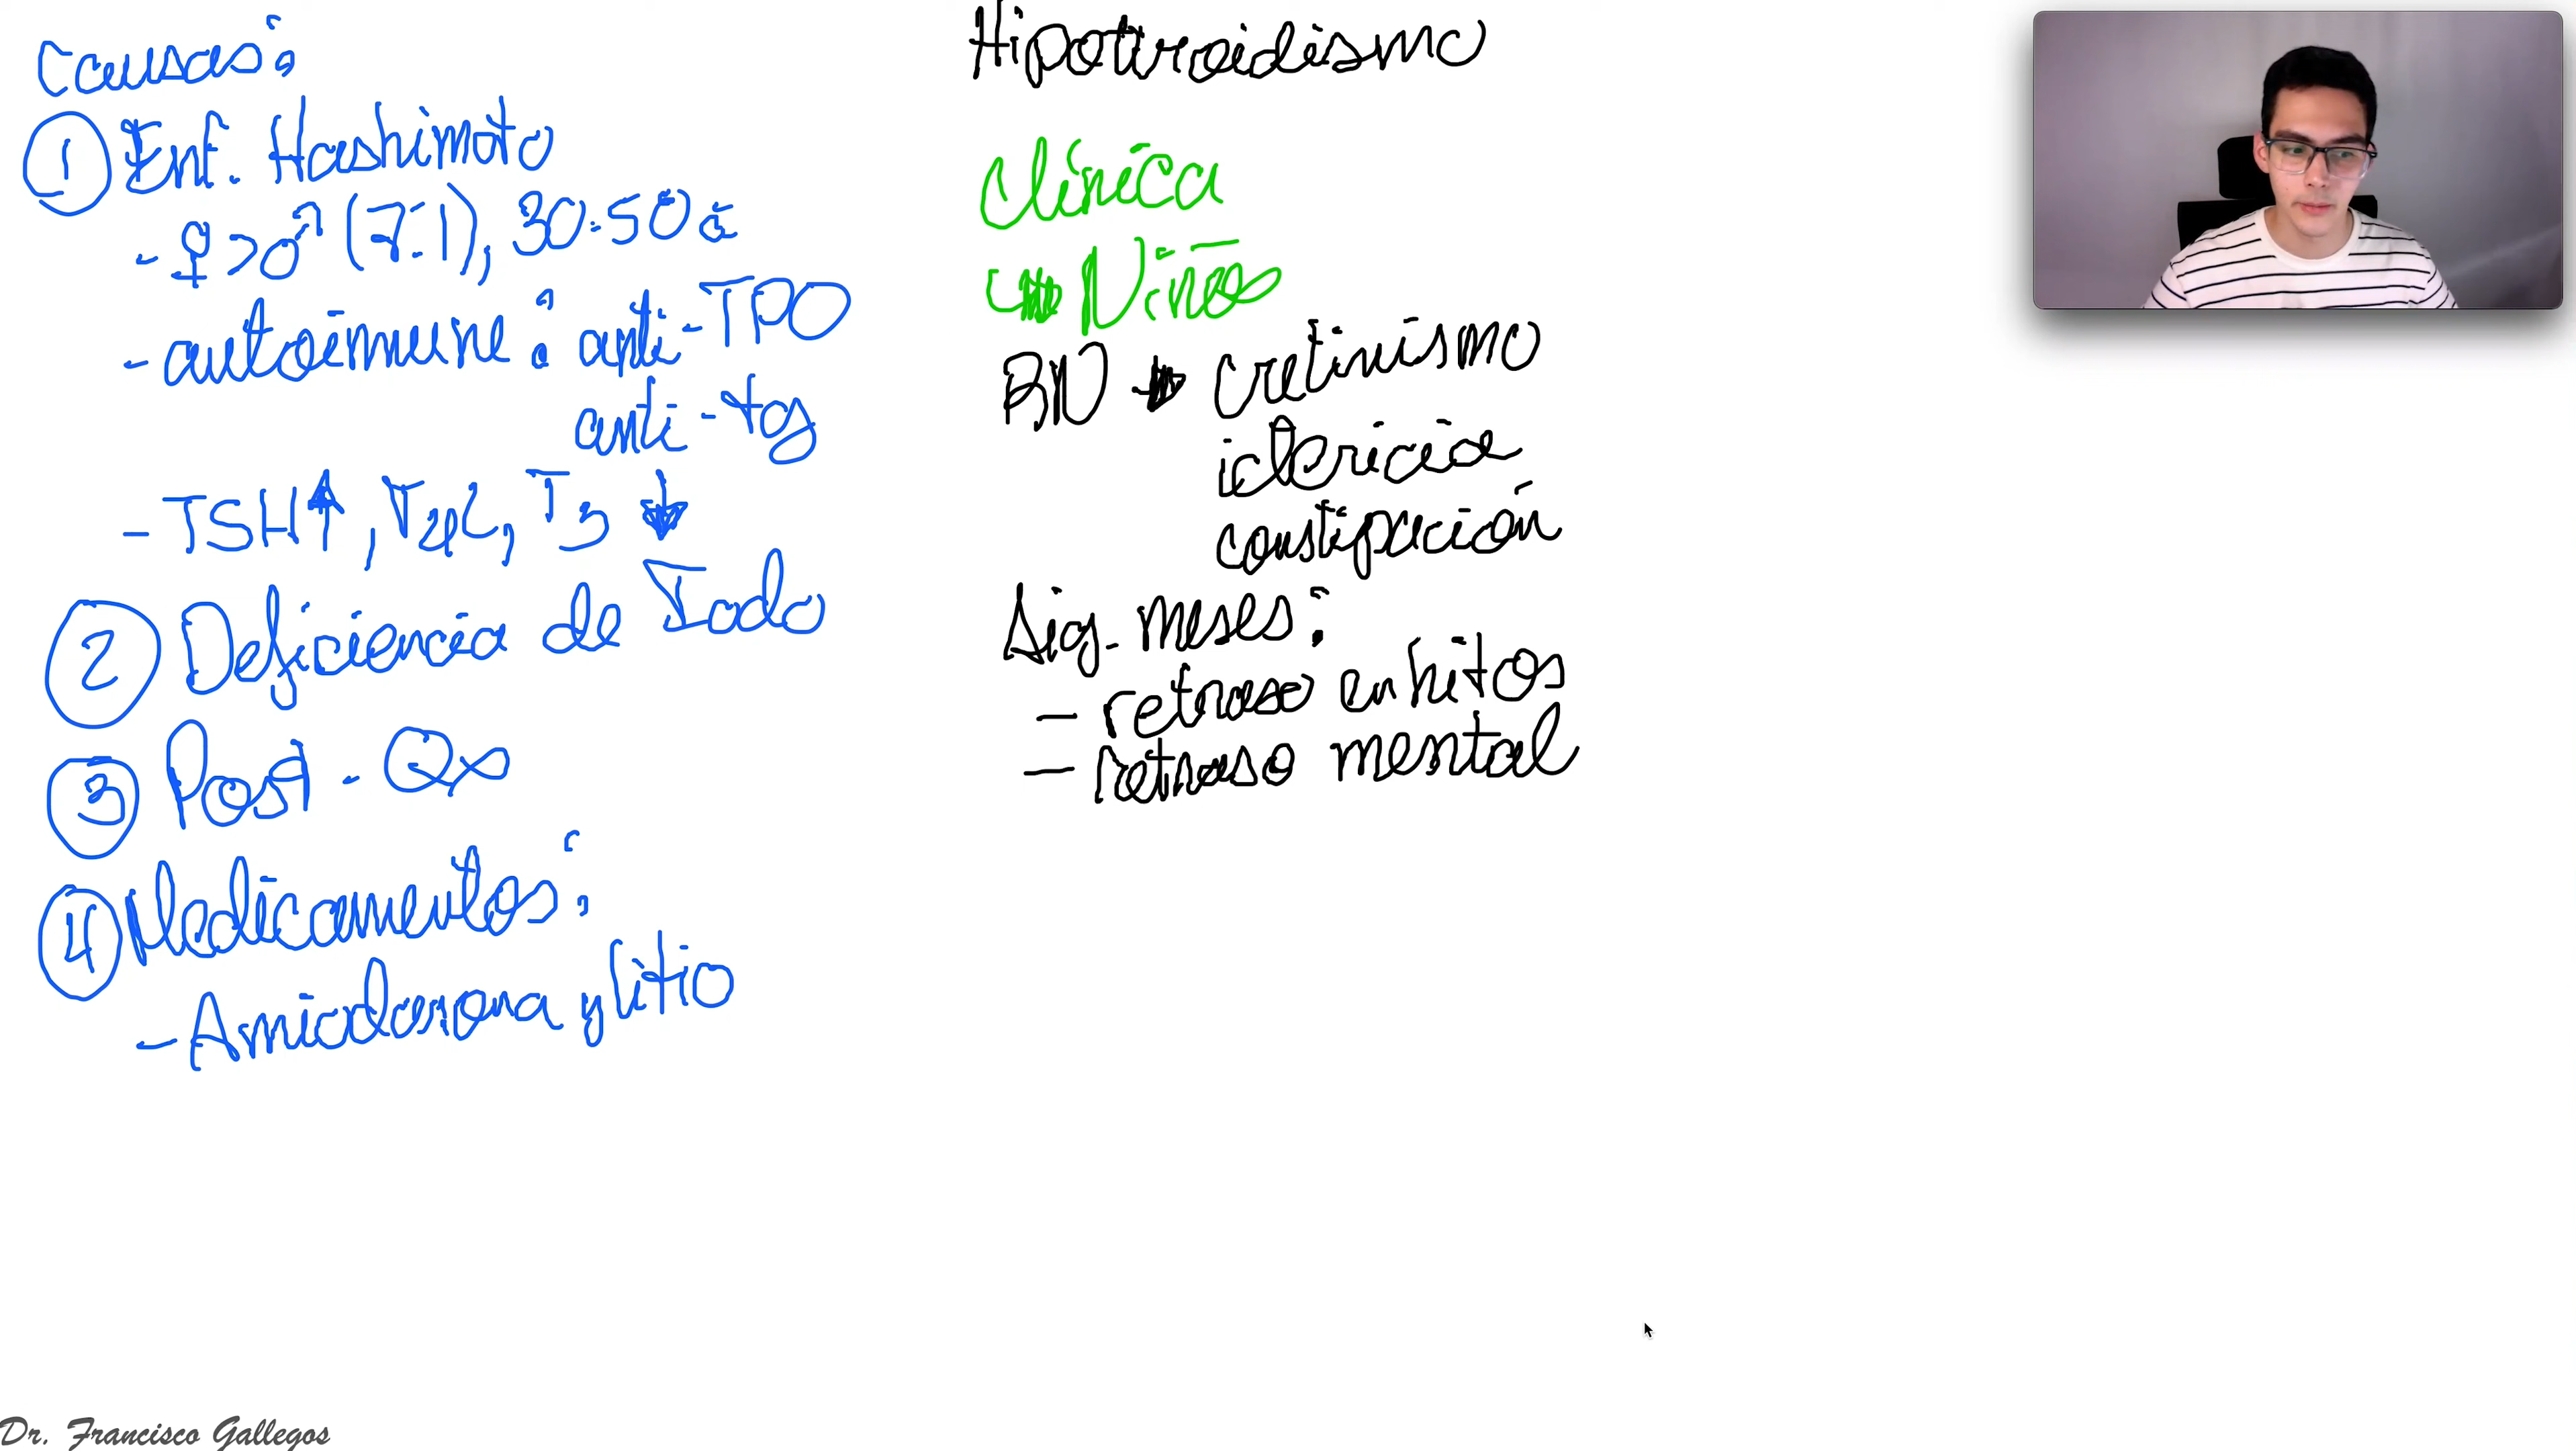 Hipotiroidismo
Causas:
① Enf. Hashimoto
- ♀>♂ (7:1), 30-50a
- autoinmune: anti-TPO
anti-tg
- TSH↑, T4L, T3 ↓
② Deficiencia de Iodo
③ Post-Qx
④ Medicamentos:
- Amiodarona y litio
Clínica
→ Niños
RN → cretinismo
ictericia
constipación
Sig. meses:
- retraso en hitos
- retraso mental
Dr. Francisco Gallegos